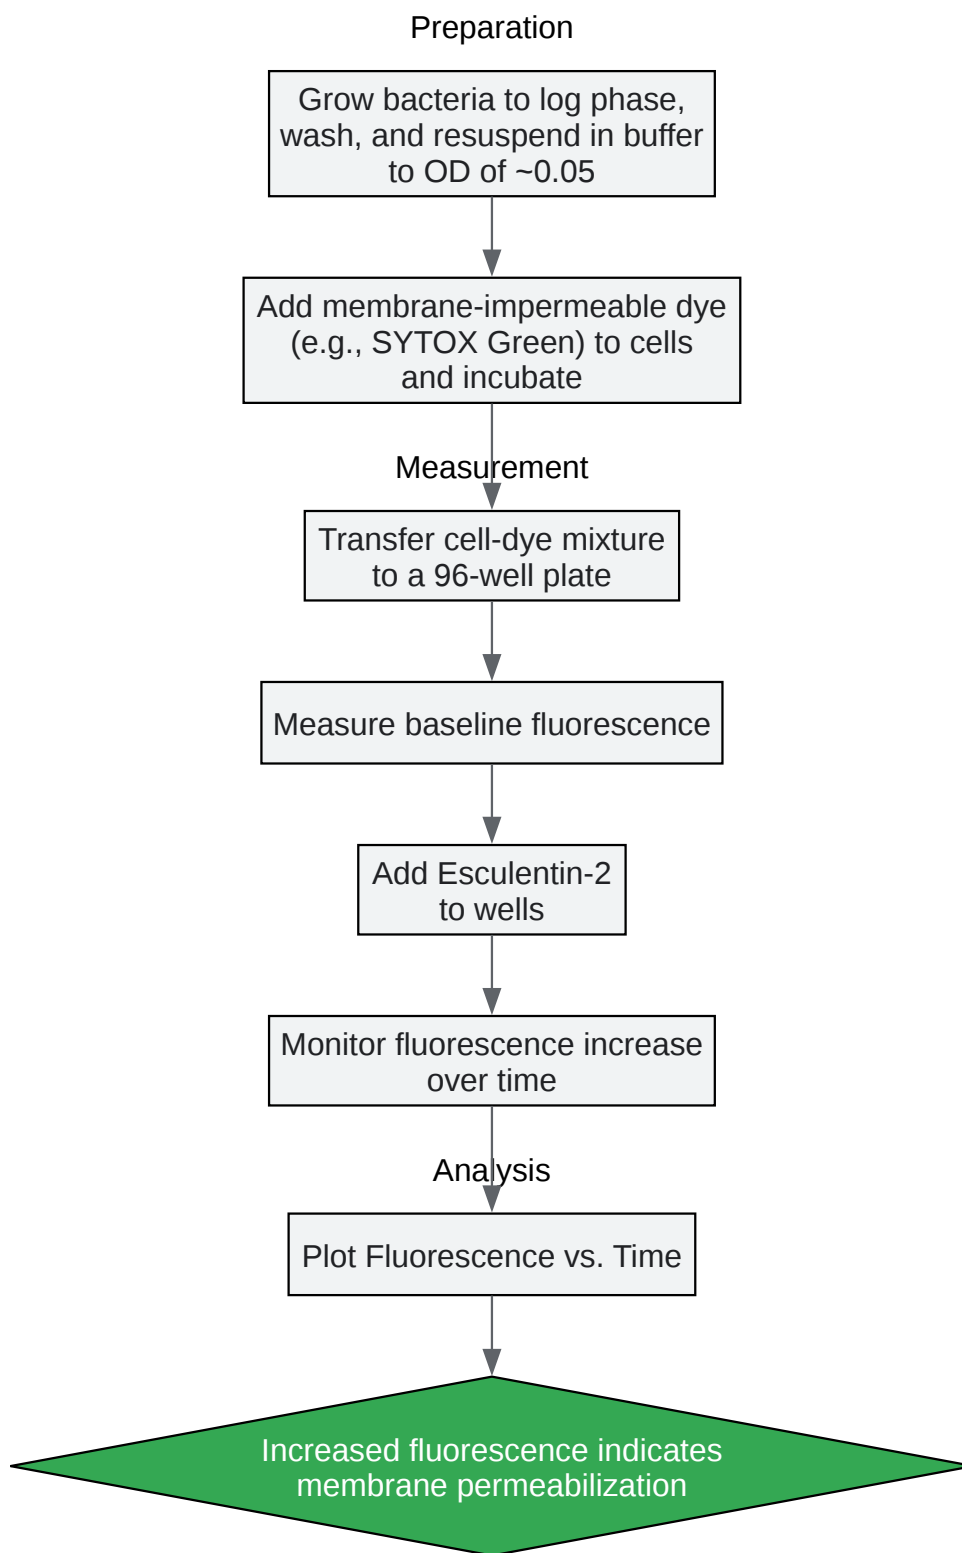 Preparation
Grow bacteria to log phase,
wash, and resuspend in buffer
to OD of ~0.05
Add membrane-impermeable dye
(e.g., SYTOX Green) to cells
and incubate
Measurement
Transfer cell-dye mixture
to a 96-well plate
Measure baseline fluorescence
Add Esculentin-2
to wells
Monitor fluorescence increase
over time
Analysis
Plot Fluorescence vs. Time
Increased fluorescence indicates
membrane permeabilization